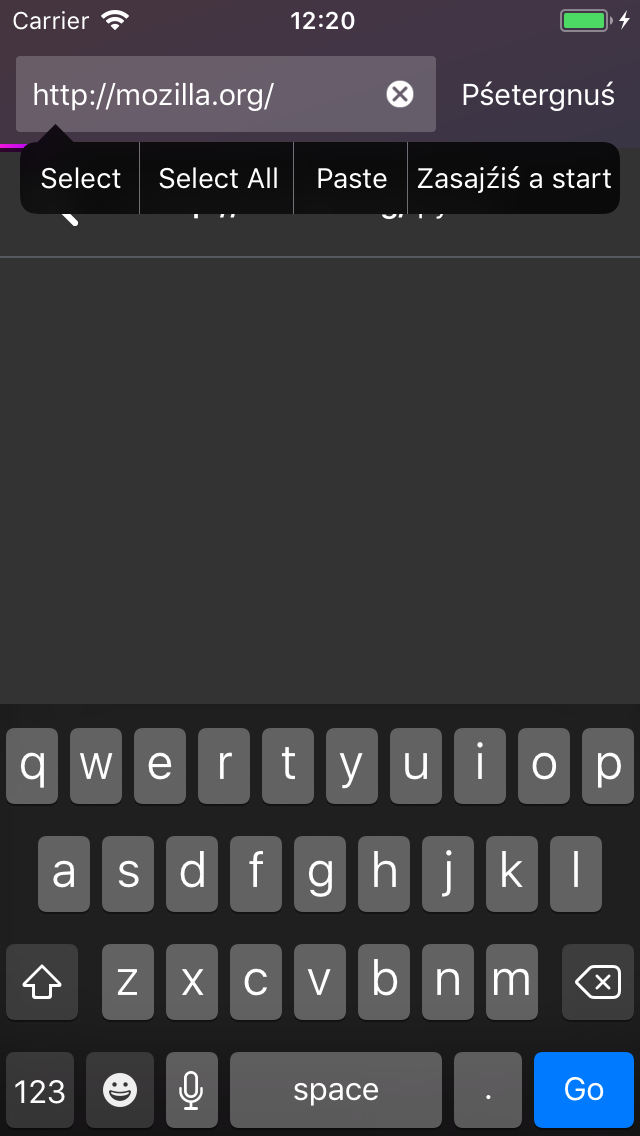 Carrier 12:20
http://mozilla.org/ Pśetergnuś
Select Select All Paste Zasajźiś a start
q w e r t y u i o p
a s d f g h j k l
z x c v b n m
123 space . Go